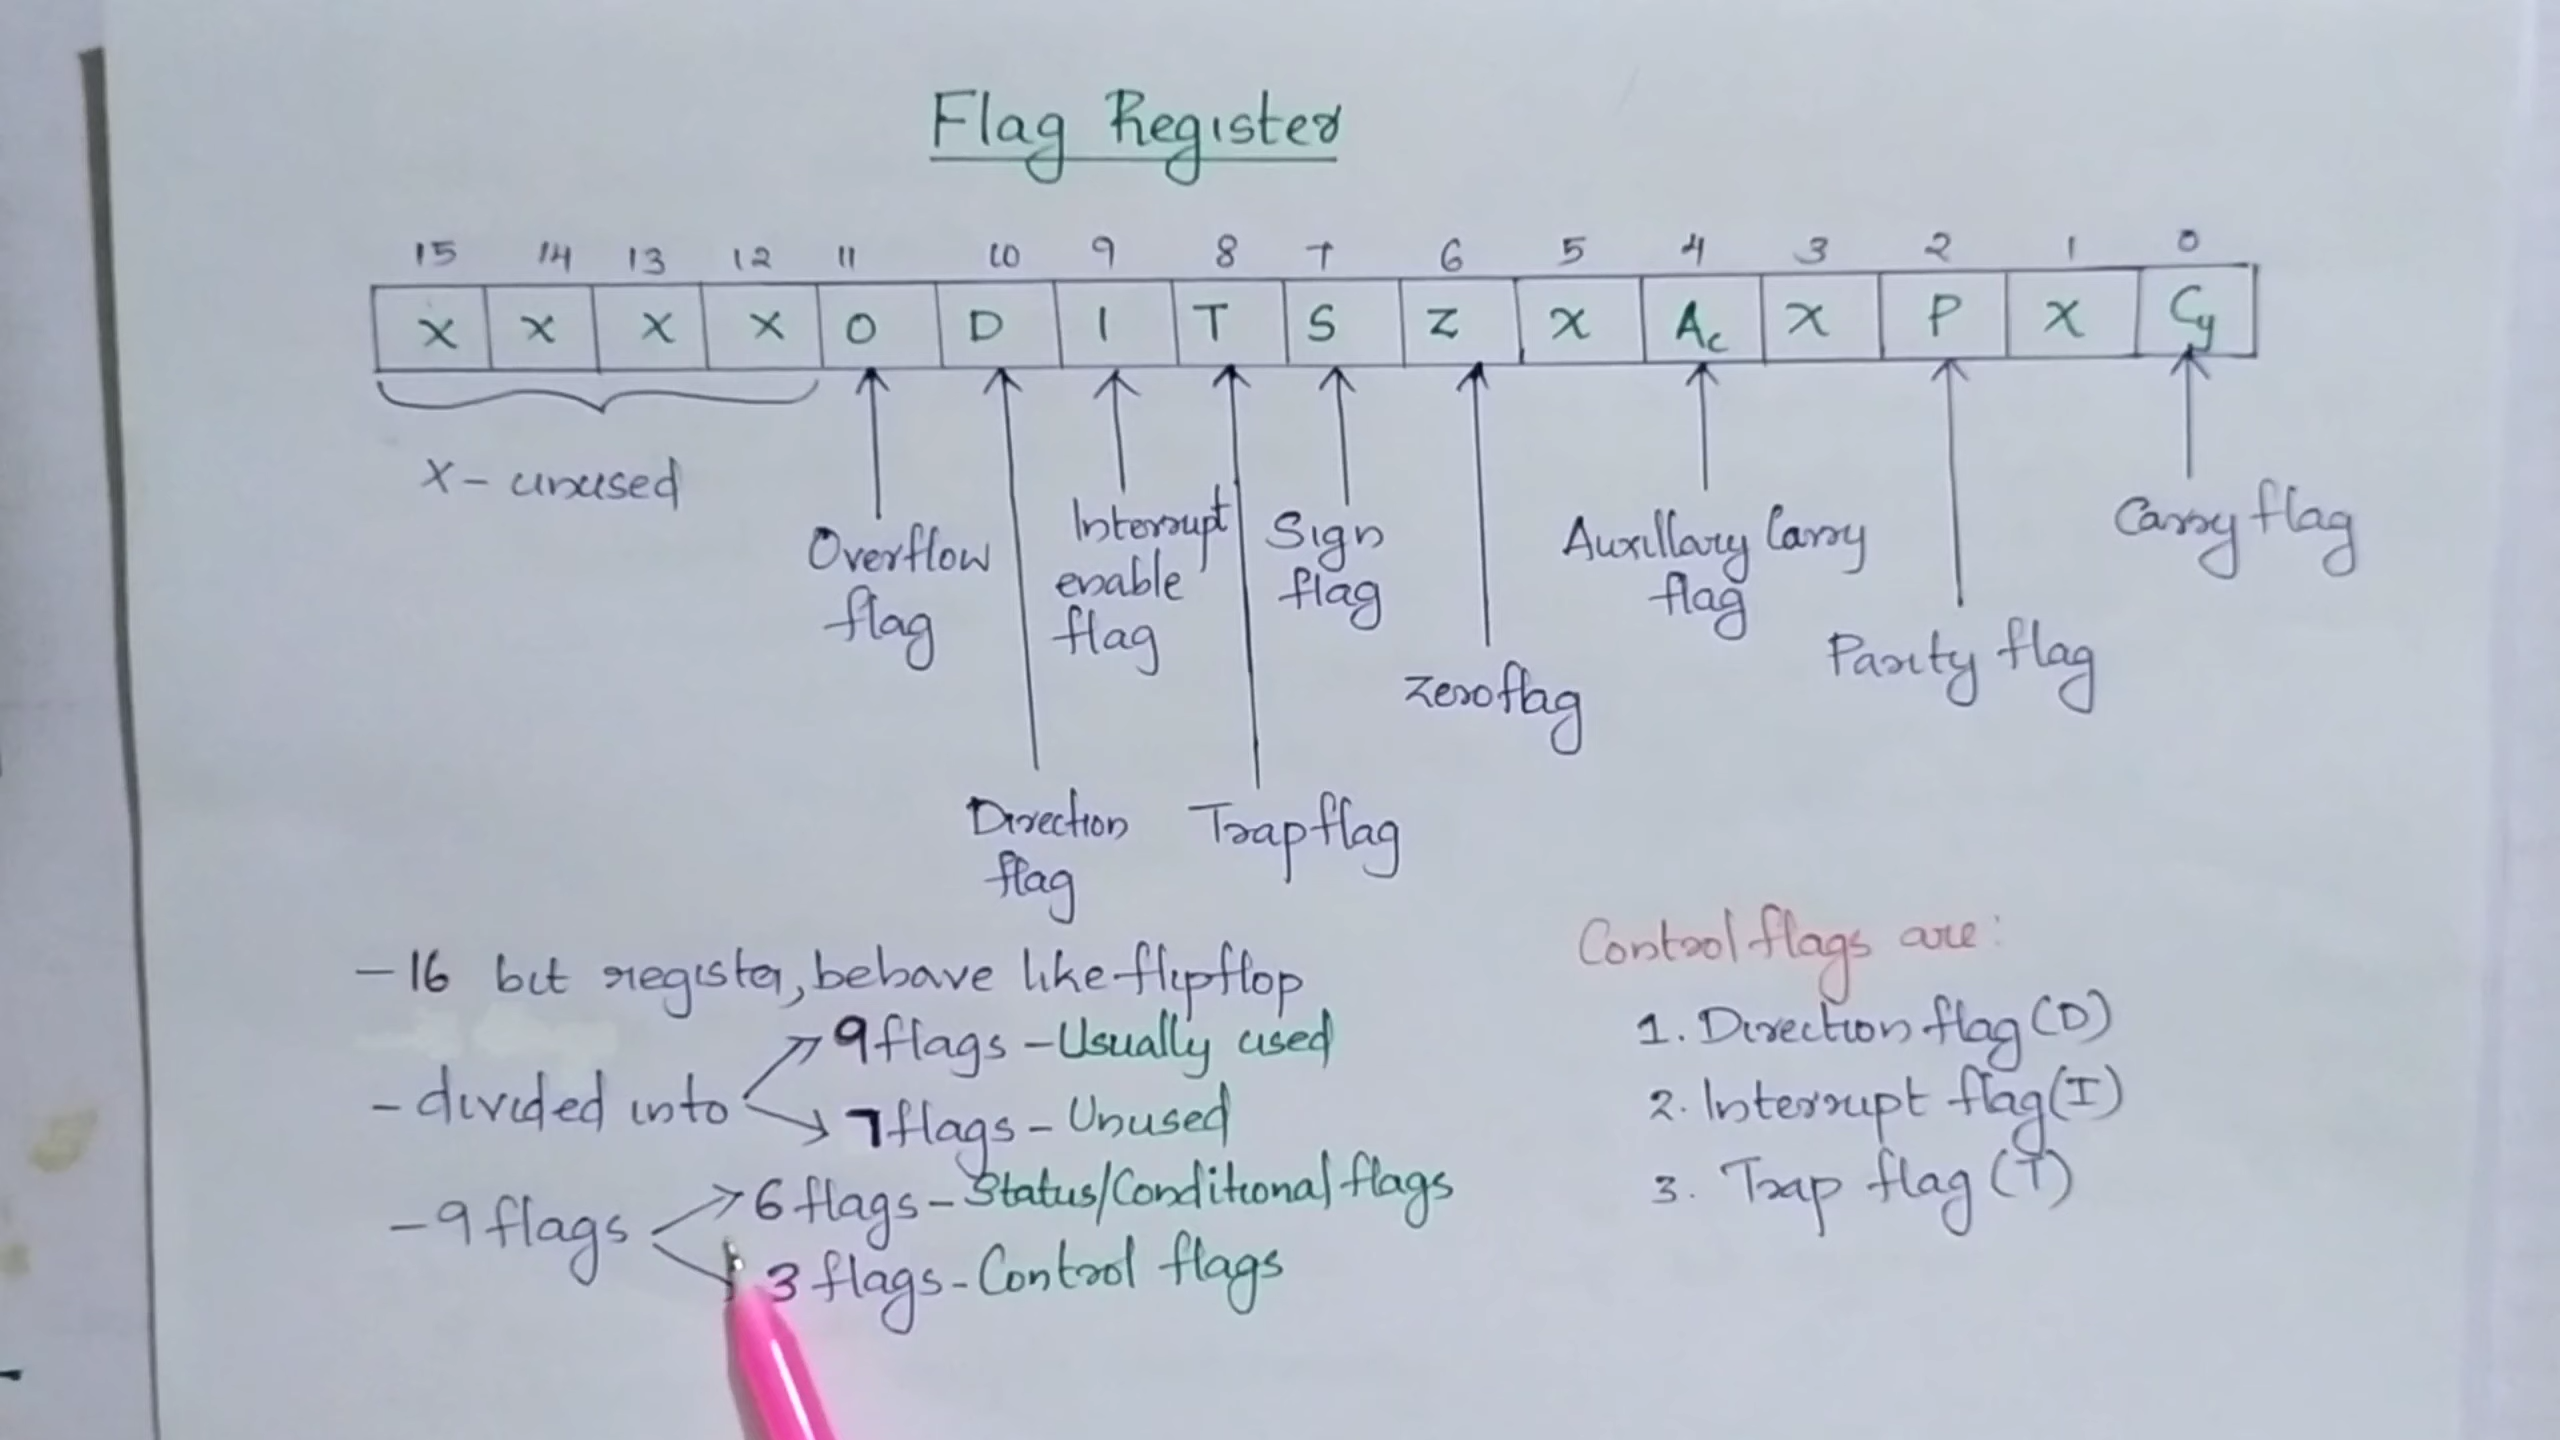 Flag Register
15 14 13 12 11 10 9 8 7 6 5 4 3 2 1 0
X X X X O D I T S Z X Ac X P X Cy
X - unused
Overflow
flag
Interrupt
enable
flag
Sign
flag
Auxillary Carry
flag
Carry flag
Zero flag
Parity flag
Direction
flag
Trap flag
- 16 bit register, behave like flipflop
- divided into
9 flags - Usually used
7 flags - Unused
- 9 flags
6 flags - Status/Conditional flags
3 flags - Control flags
Control flags are:
1. Direction flag (D)
2. Interrupt flag (I)
3. Trap flag (T)